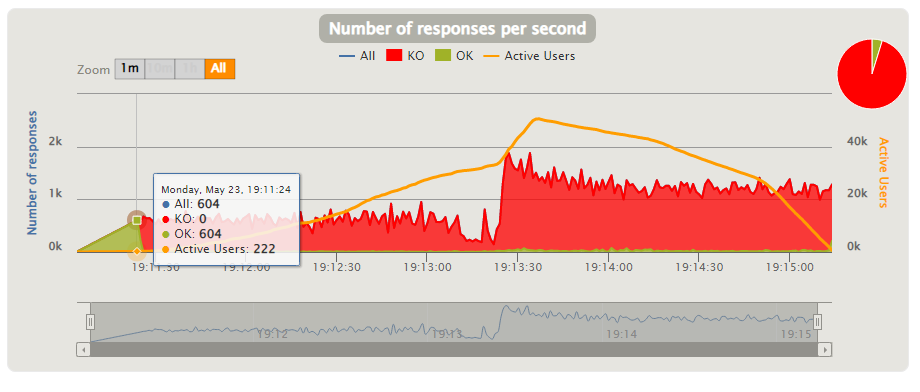 Number of responses per second
All KO OK Active Users
Zoom 1m 10m 1h All
Number of responses
2k
1k
0k
40k
20k
0k
Active Users
Monday, May 23, 19:11:24
All: 604
KO: 0
OK: 604
Active Users: 222
19:11:30 19:12:00 19:12:30 19:13:00 19:13:30 19:14:00 19:14:30 19:15:00
19:12 19:13 19:14 19:15